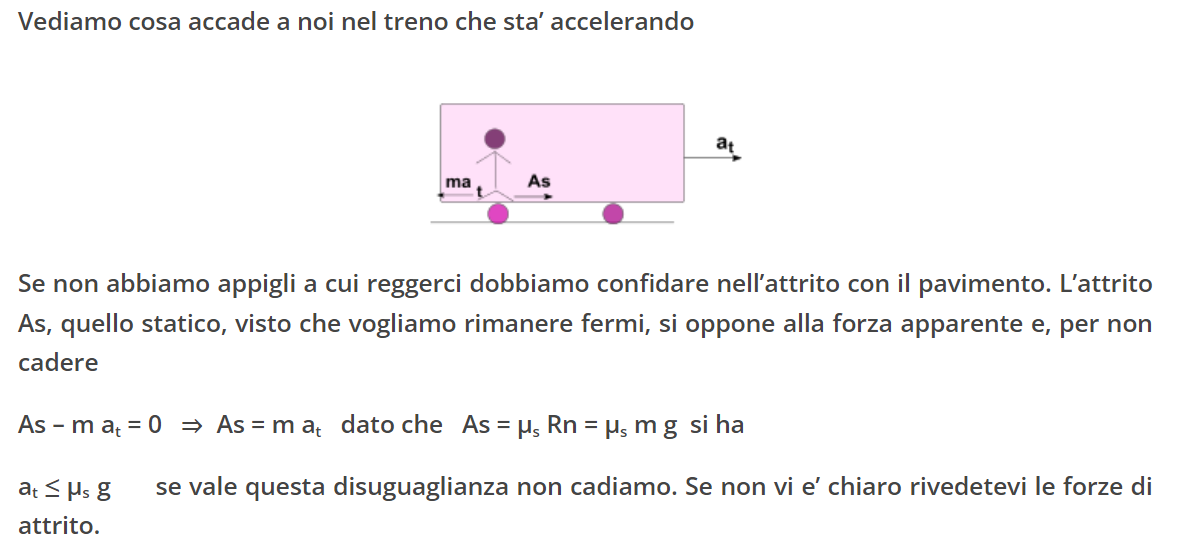 Vediamo cosa accade a noi nel treno che sta’ accelerando
at
ma t
As
Se non abbiamo appigli a cui reggerci dobbiamo confidare nell’attrito con il pavimento. L’attrito
As, quello statico, visto che vogliamo rimanere fermi, si oppone alla forza apparente e, per non
cadere
As – m at = 0 ⇒ As = m at dato che As = μs Rn = μs m g si ha
at ≤ μs g se vale questa disuguaglianza non cadiamo. Se non vi e’ chiaro rivedetevi le forze di
attrito.